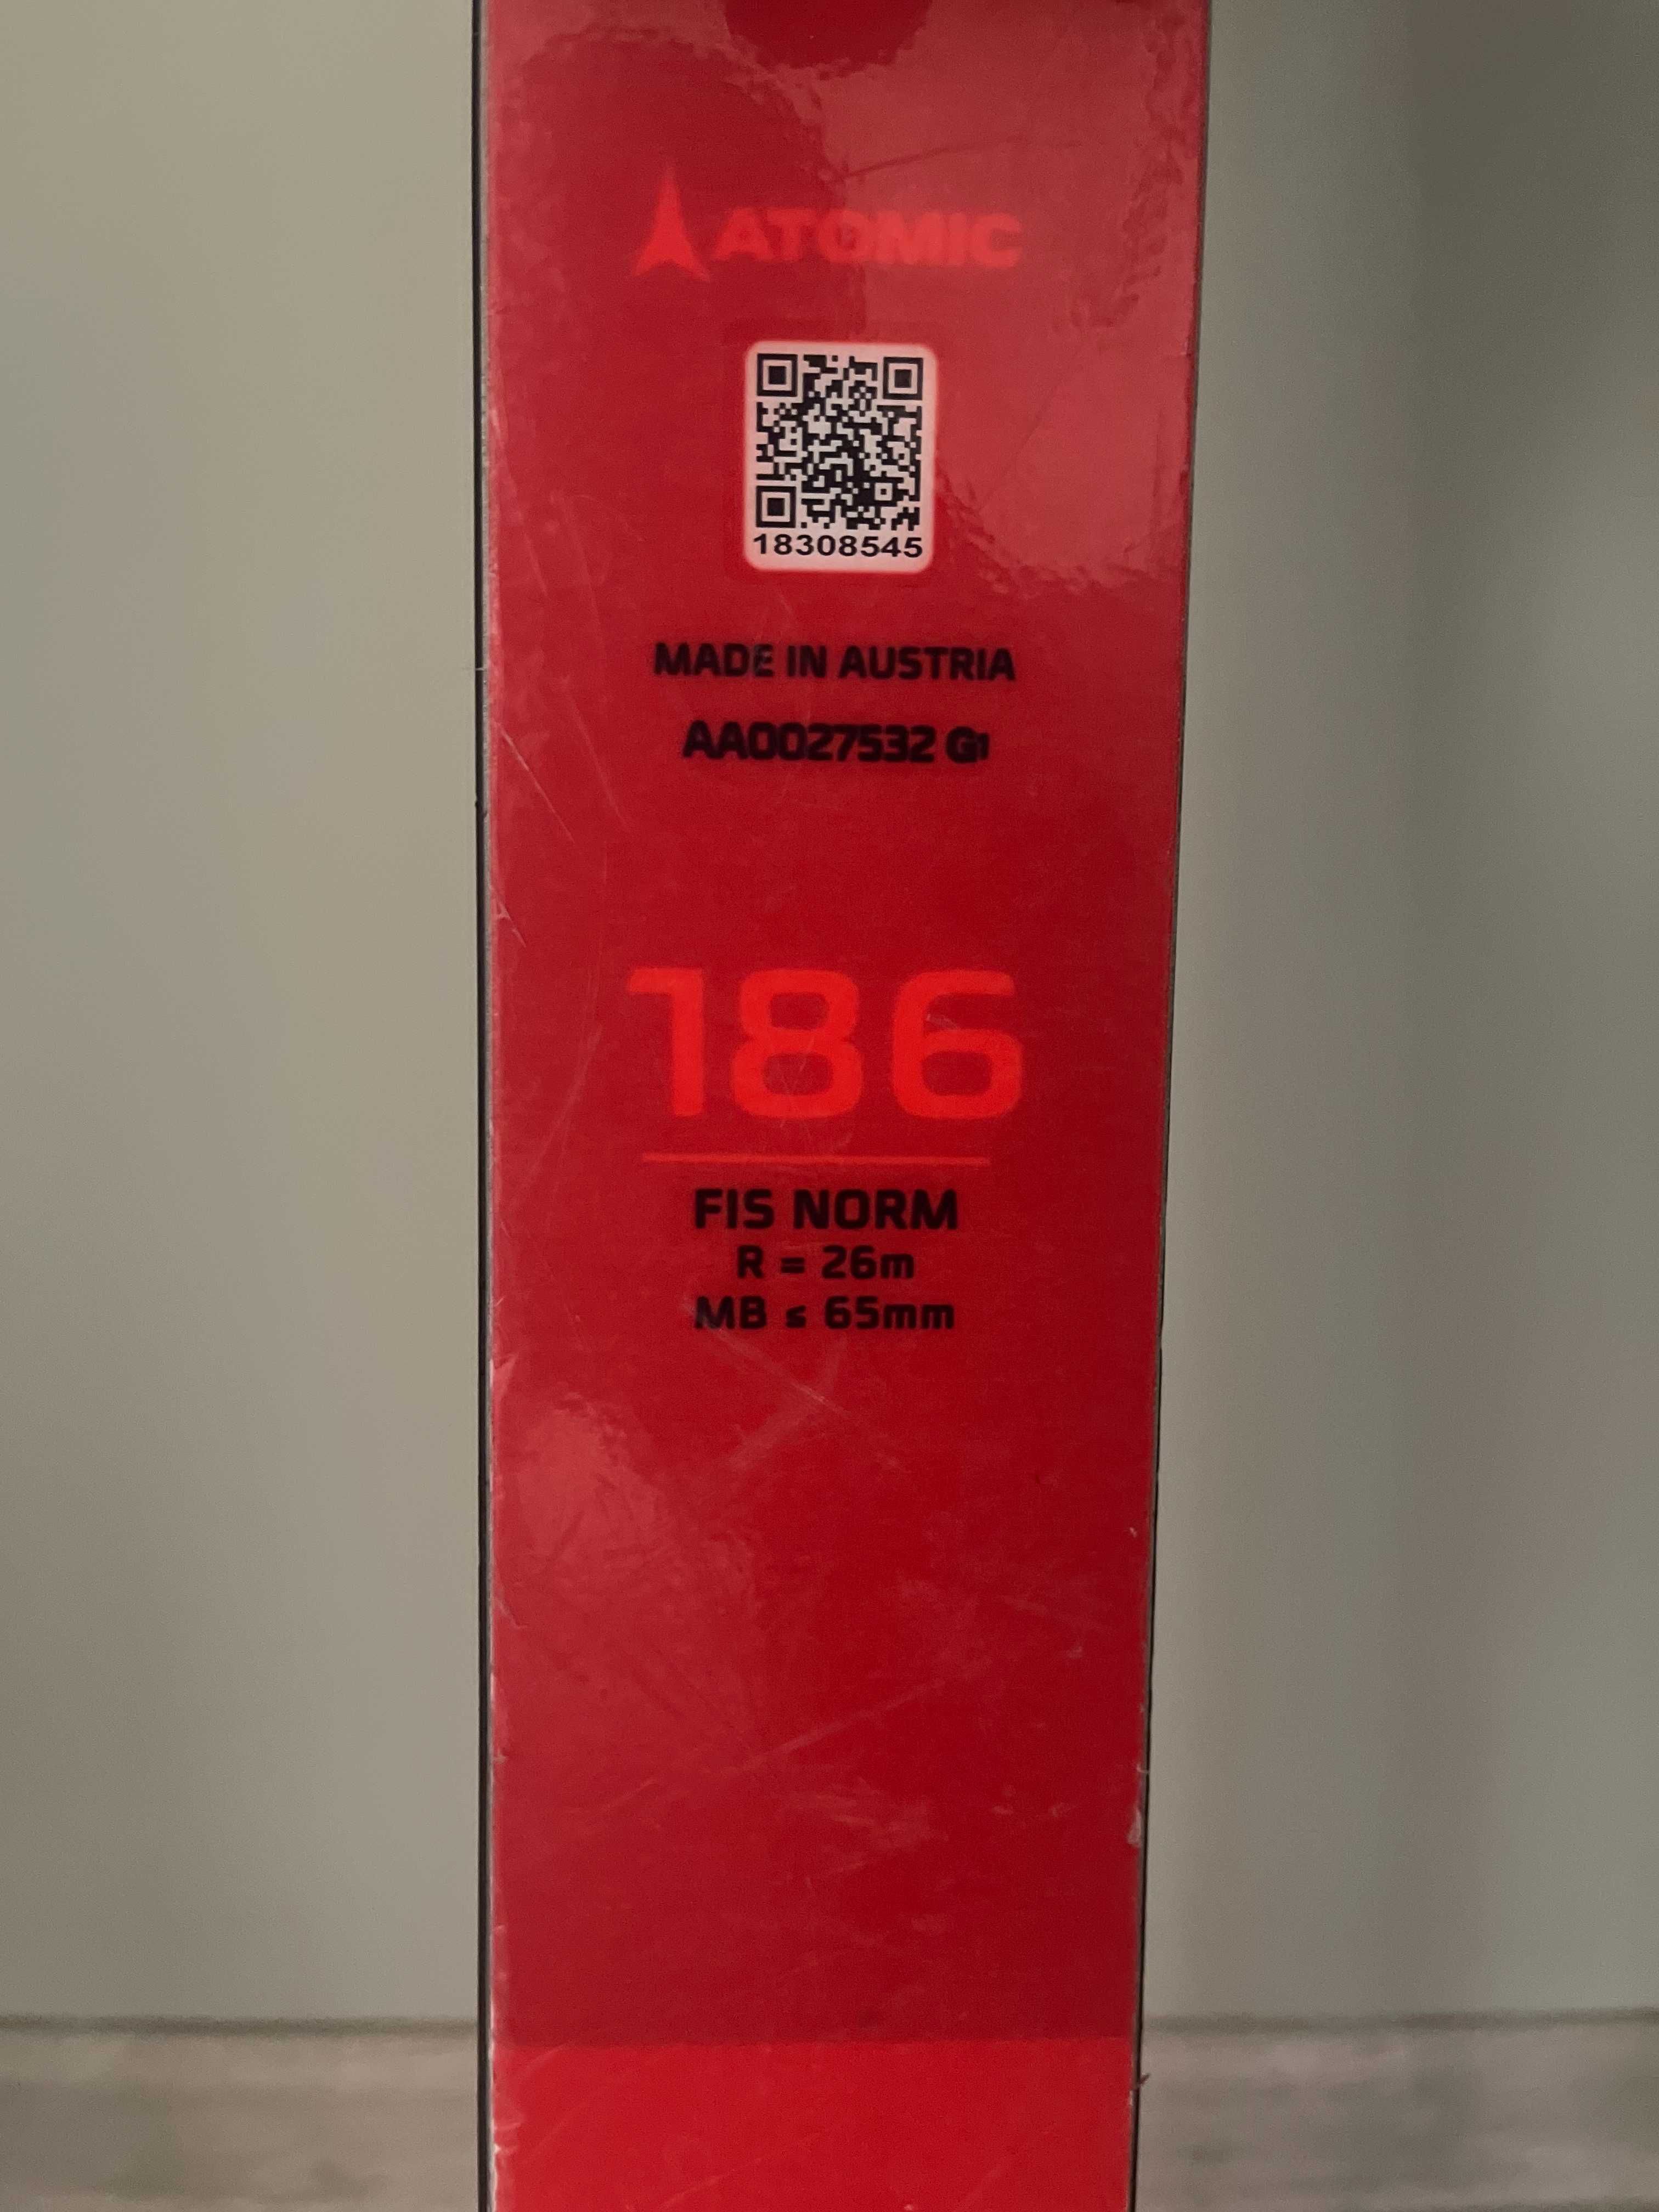 ATOMIC
18308545
MADE IN AUSTRIA
AA0027532 G1
186
FIS NORM
R = 26m
MB ≤ 65mm